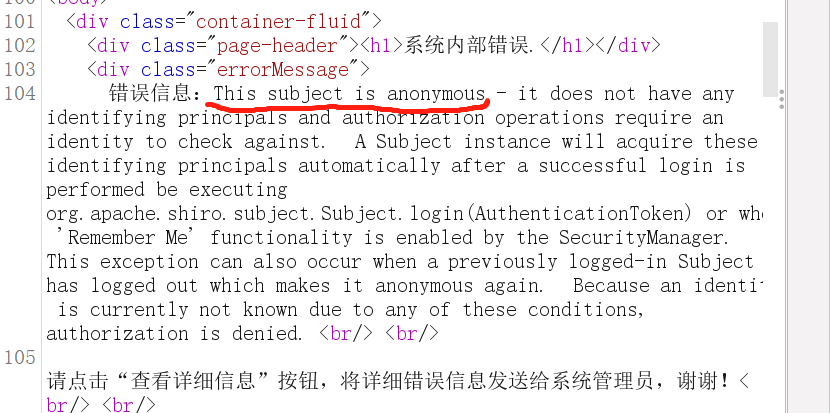 <body>
101 <div class="container-fluid">
102 <div class="page-header"><h1>系统内部错误.</h1></div>
103 <div class="errorMessage">
104 错误信息：This subject is anonymous - it does not have any
identifying principals and authorization operations require an
identity to check against.  A Subject instance will acquire these
identifying principals automatically after a successful login is
performed be executing
org.apache.shiro.subject.Subject.login(AuthenticationToken) or
'Remember Me' functionality is enabled by the SecurityManager.
This exception can also occur when a previously logged-in Subject
has logged out which makes it anonymous again.  Because an
is currently not known due to any of these conditions,
authorization is denied. <br/> <br/>
105
请点击“查看详细信息”按钮，将详细错误信息发送给系统管理员，谢谢！<
br/> <br/>